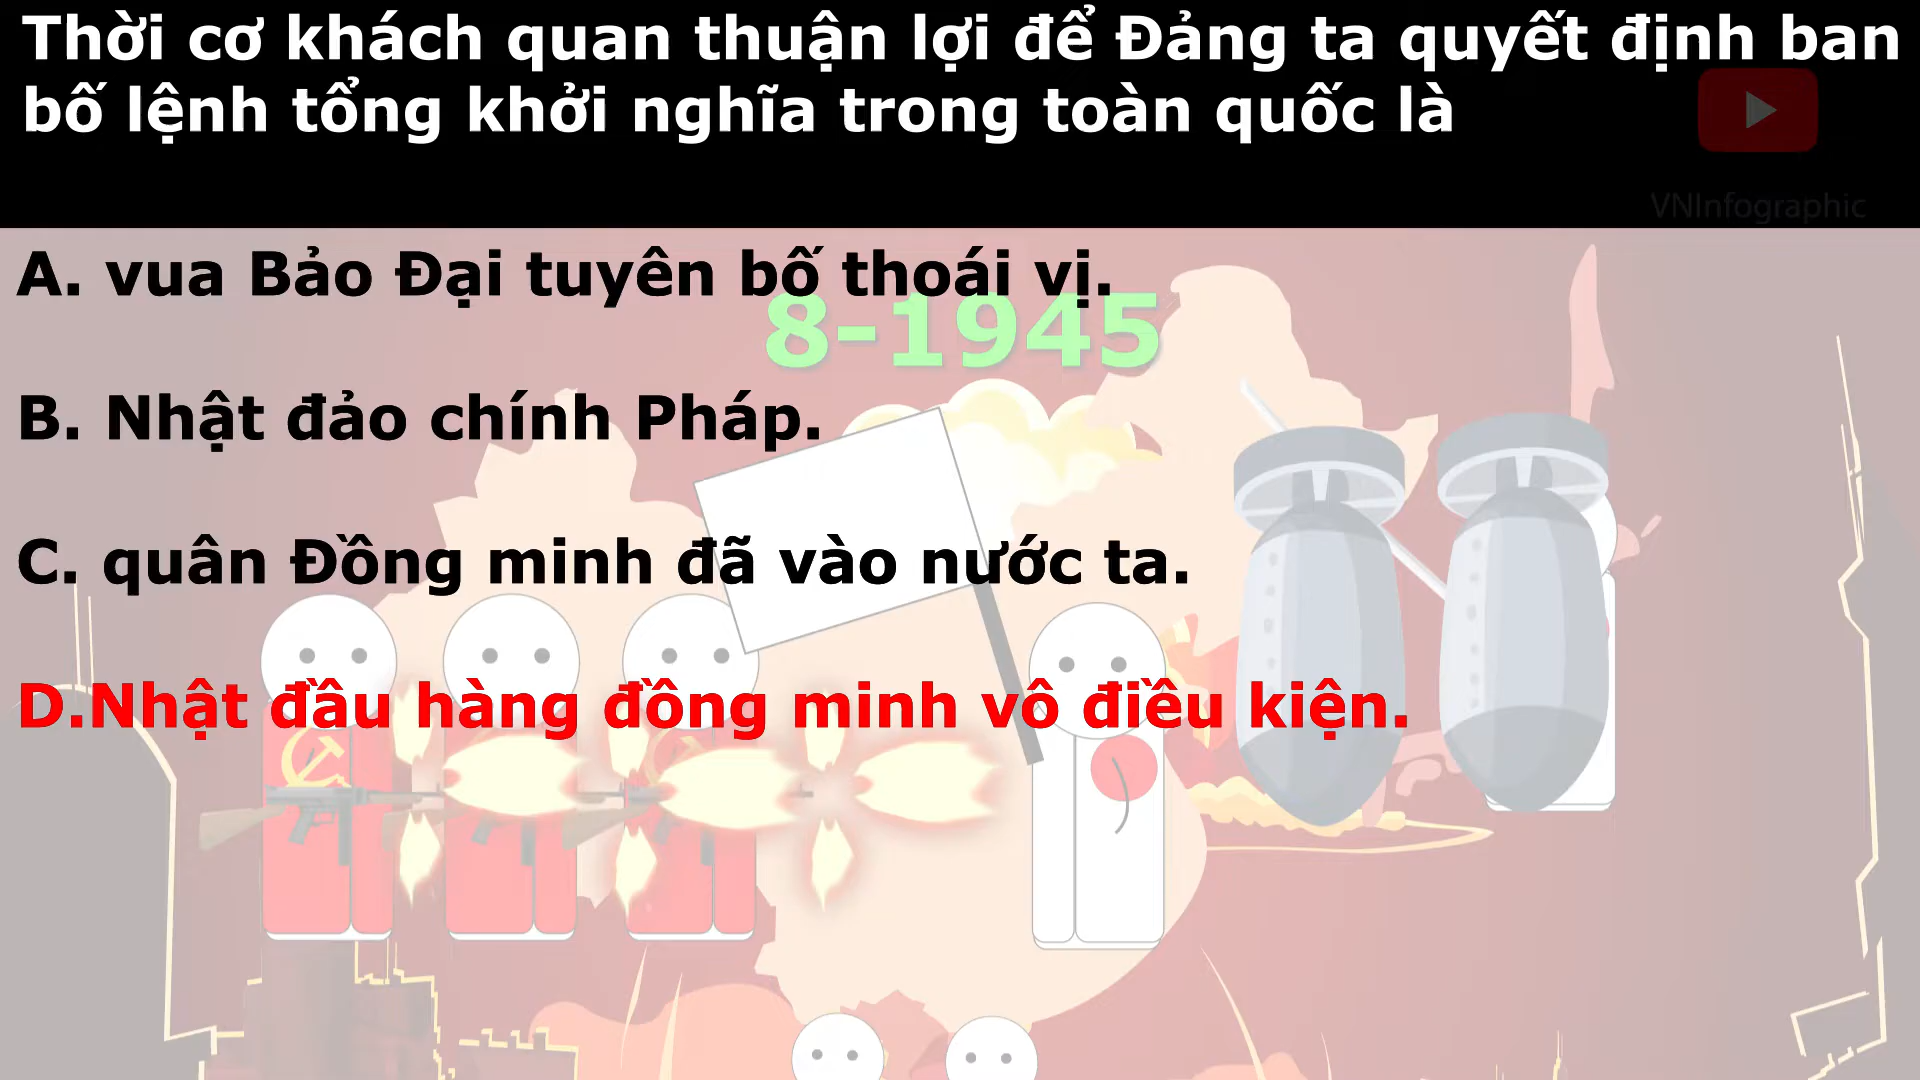 Thời cơ khách quan thuận lợi để Đảng ta quyết định ban
bố lệnh tổng khởi nghĩa trong toàn quốc là
VNInfographic
A. vua Bảo Đại tuyên bố thoái vị.
8-1945
B. Nhật đảo chính Pháp.
C. quân Đồng minh đã vào nước ta.
D.Nhật đầu hàng đồng minh vô điều kiện.